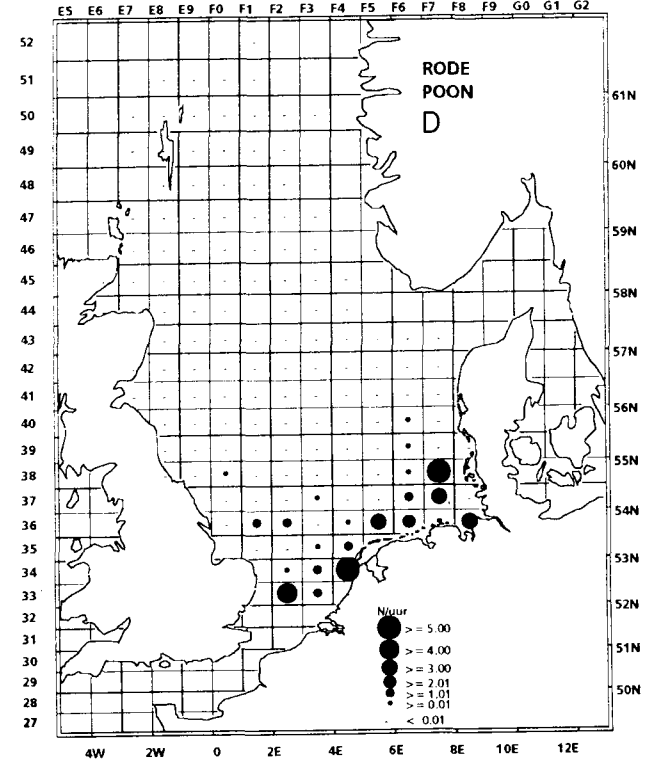 E5 E6 E7 E8 E9 F0 F1 F2 F3 F4 F5 F6 F7 F8 F9 G0 G1 G2
52
51
50
49
48
47
46
45
44
43
42
41
40
39
38
37
36
35
34
33
32
31
30
29
28
27
RODE
POON
D
61N
60N
59N
58N
57N
56N
55N
54N
53N
52N
51N
50N
N/uur
>= 5.00
>= 4.00
>= 3.00
>= 2.01
>= 1.01
>= 0.01
< 0.01
4W 2W 0 2E 4E 6E 8E 10E 12E